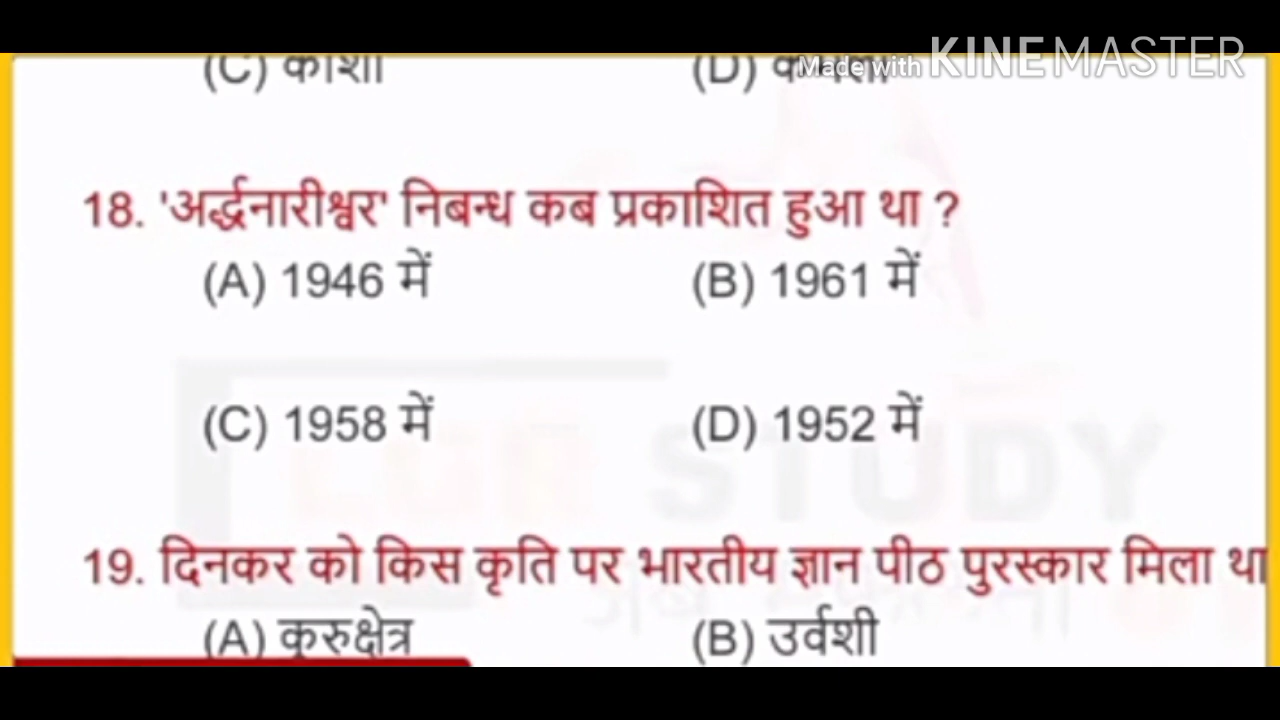 (C) काशी
(D)
Made with KINEMASTER
18. 'अर्द्धनारीश्वर' निबन्ध कब प्रकाशित हुआ था ?
(A) 1946 में (B) 1961 में
(C) 1958 में (D) 1952 में
STUDY
19. दिनकर को किस कृति पर भारतीय ज्ञान पीठ पुरस्कार मिला था
(A) कुरुक्षेत्र (B) उर्वशी